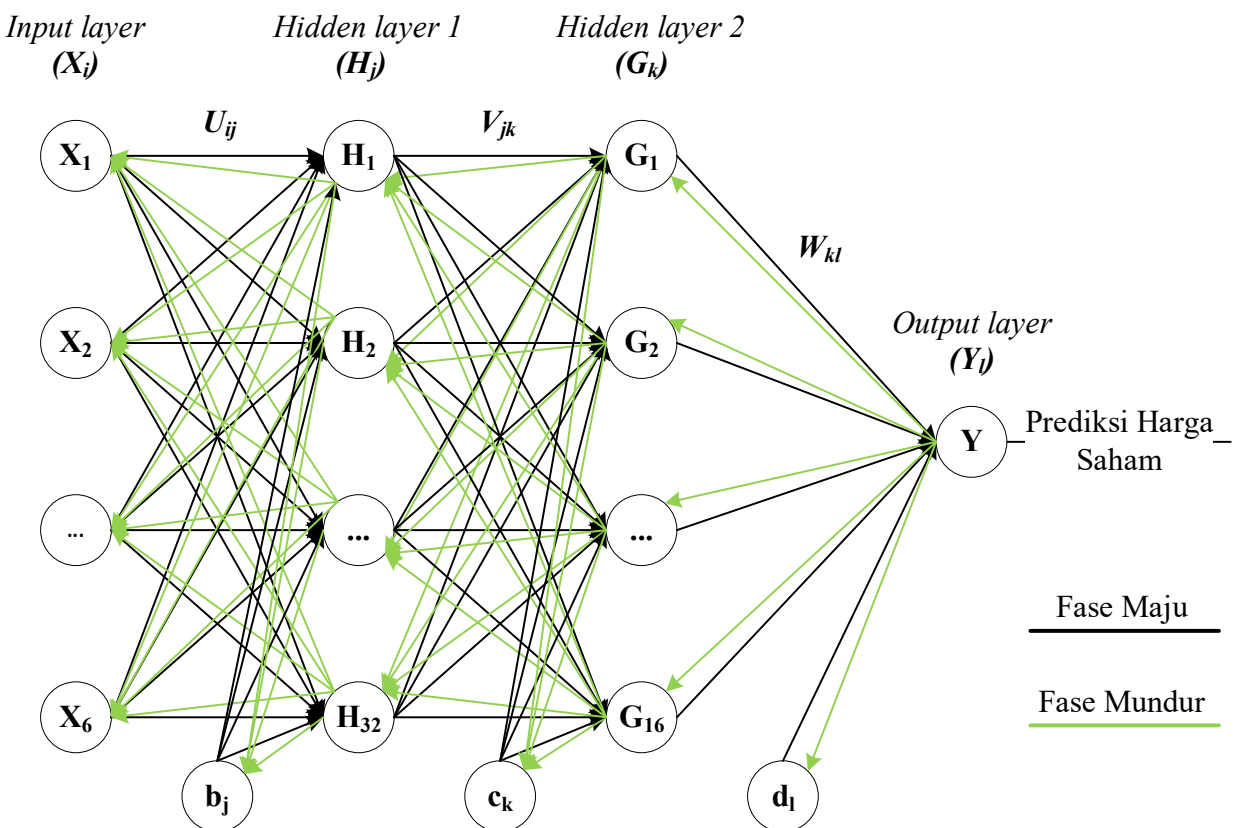 Input layer
(Xi)
Hidden layer 1
(Hj)
Hidden layer 2
(Gk)
Uij
Vjk
X1
H1
G1
Wkl
X2
H2
G2
Output layer
(Yl)
Y
Prediksi Harga
Saham
...
...
...
Fase Maju
X6
H32
G16
Fase Mundur
bj
ck
dl